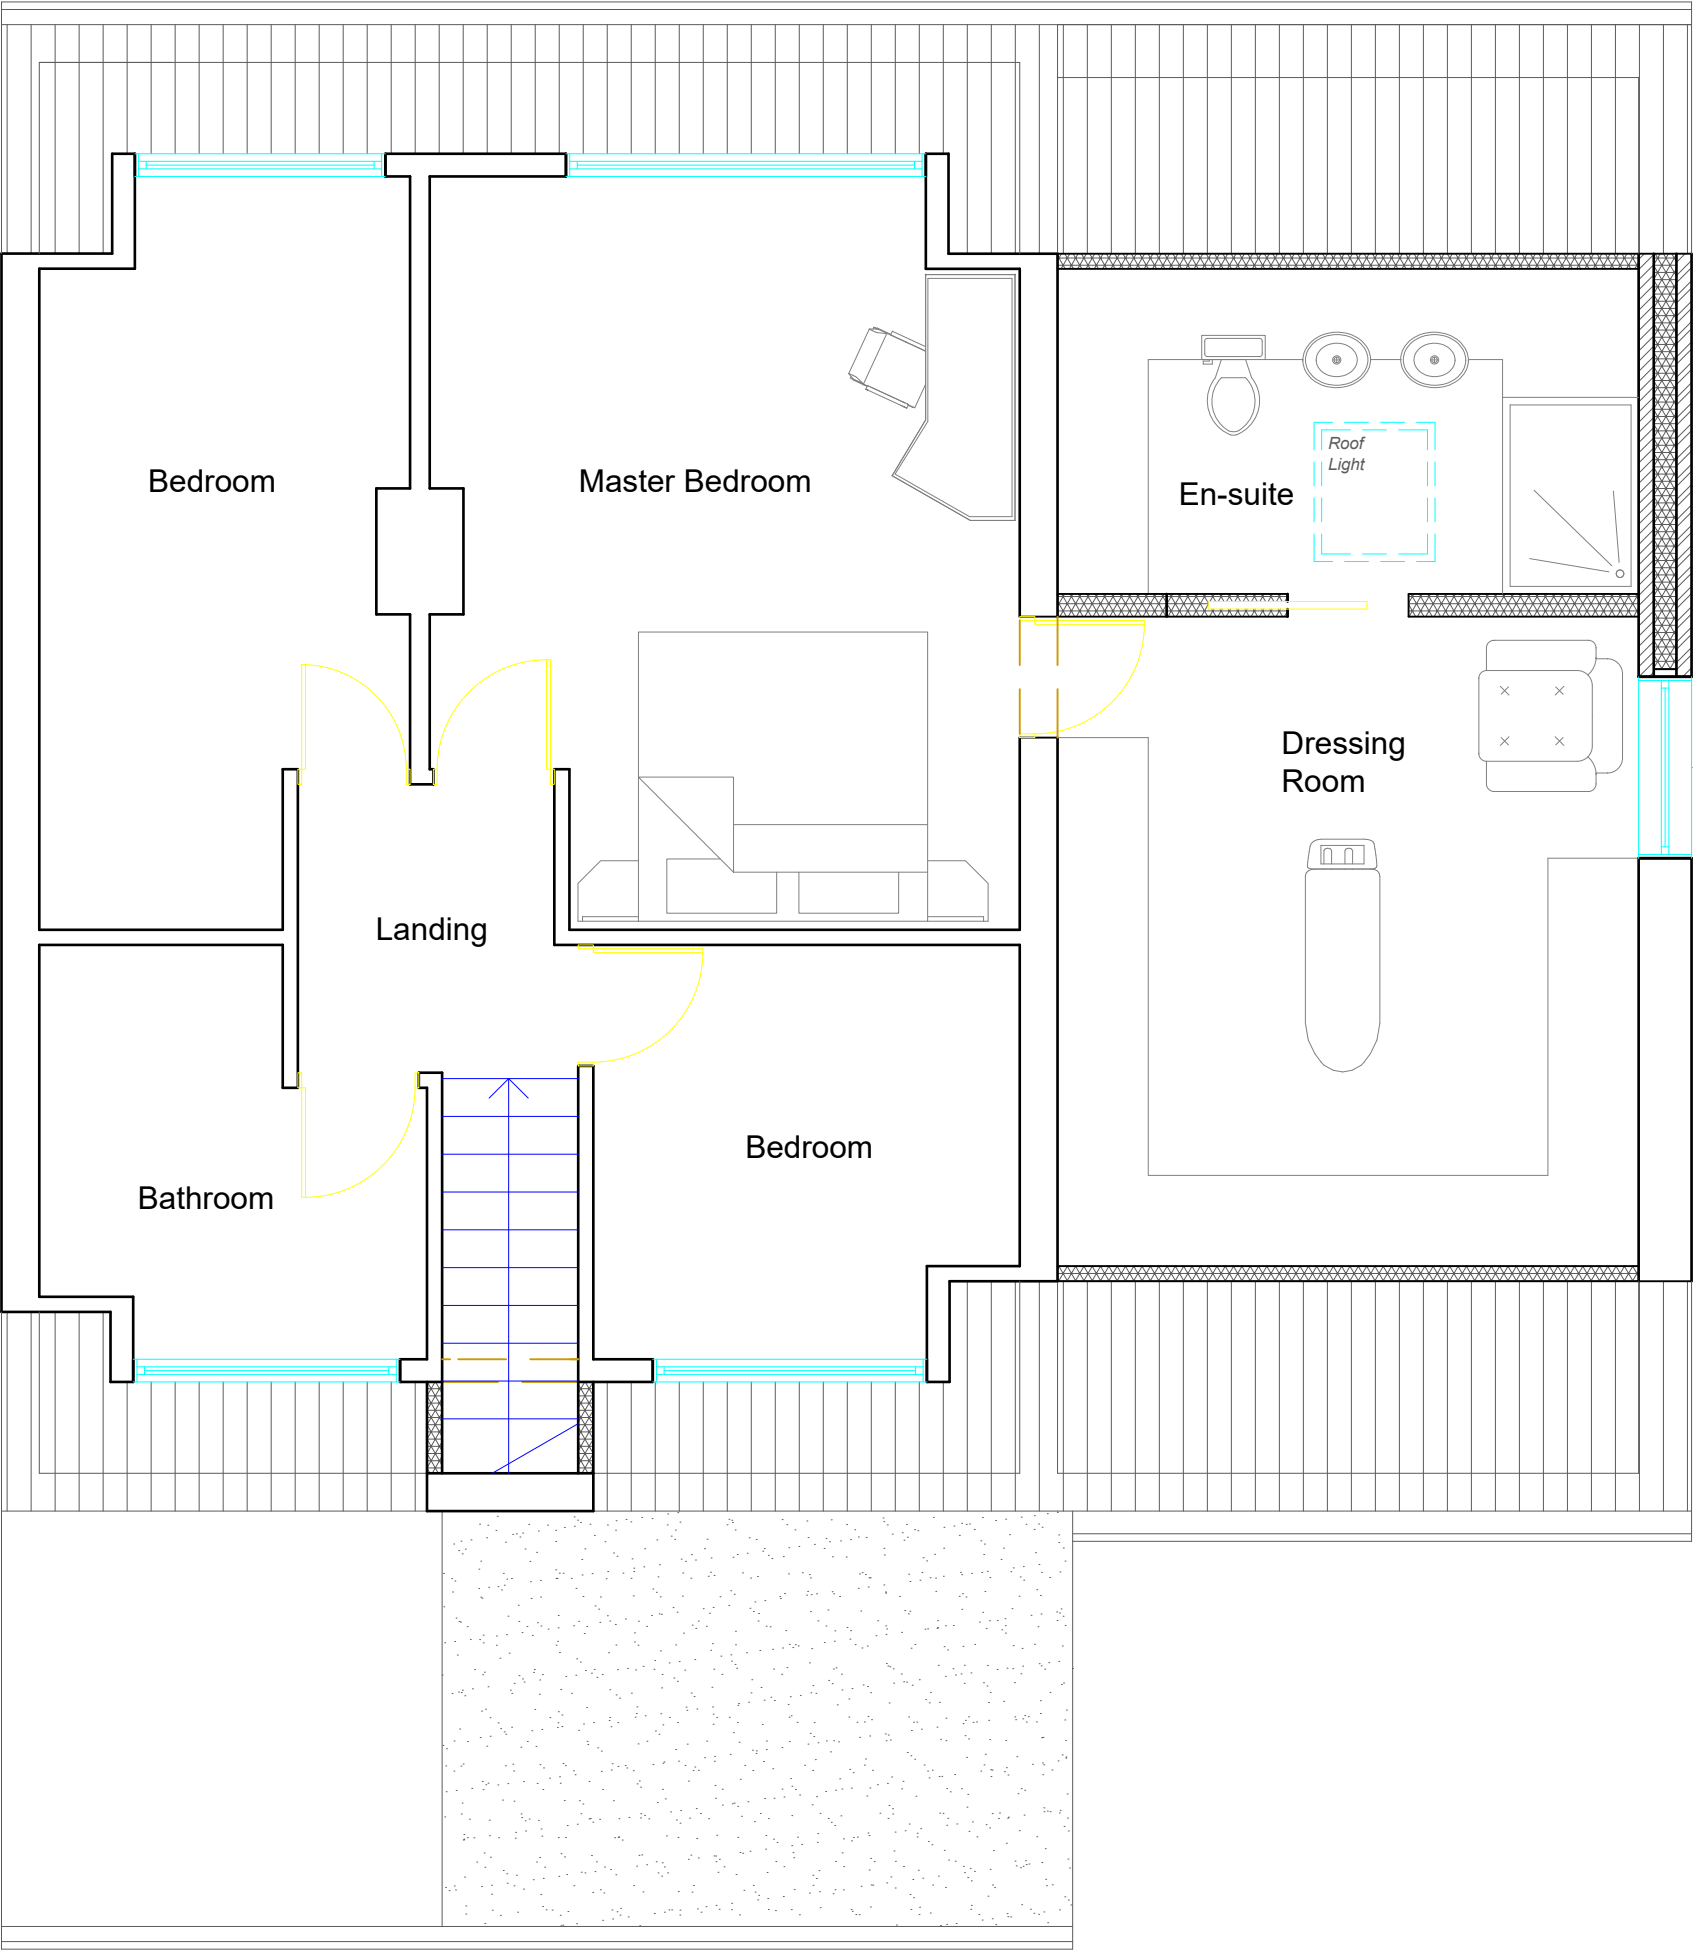 Bedroom
Master Bedroom
Roof
Light
En-suite
Dressing
Room
Landing
Bedroom
Bathroom